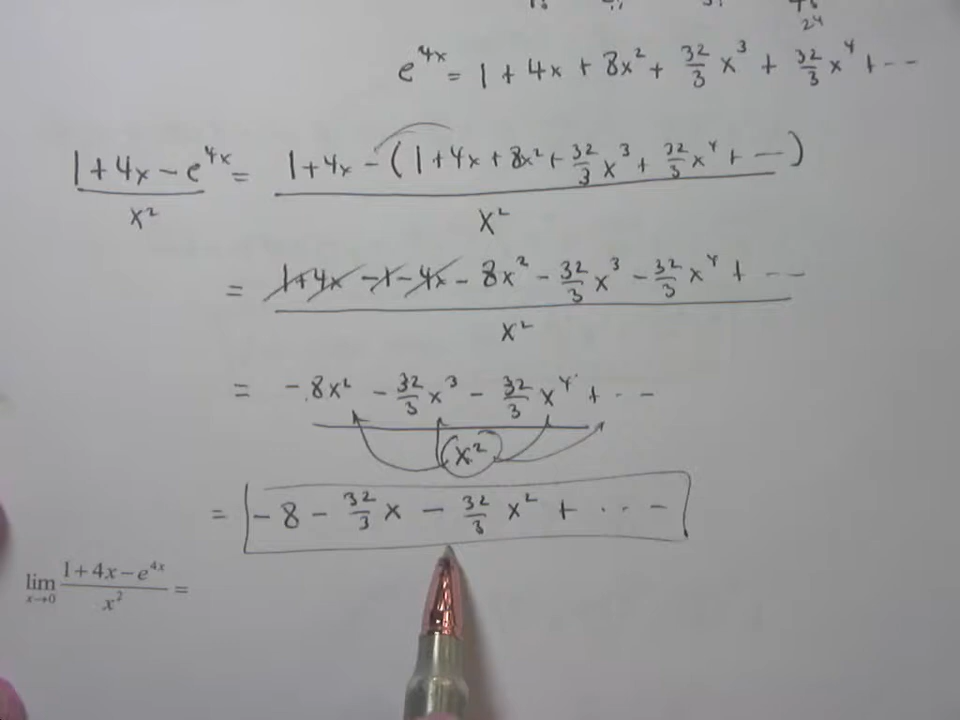 24
e^{4x} = 1 + 4x + 8x² + 32/3 x³ + 32/3 x⁴ + ---
1+4x-e^{4x} / x² = 1+4x - (1+4x + 8x² + 32/3 x³ + 32/3 x⁴ + ---) / x²
= 1+4x -1-4x - 8x² - 32/3 x³ - 32/3 x⁴ + --- / x²
= -8x² - 32/3 x³ - 32/3 x⁴ + --- / x²
= -8 - 32/3 x - 32/3 x² + ---
lim x→0 1+4x-e^{4x} / x² =